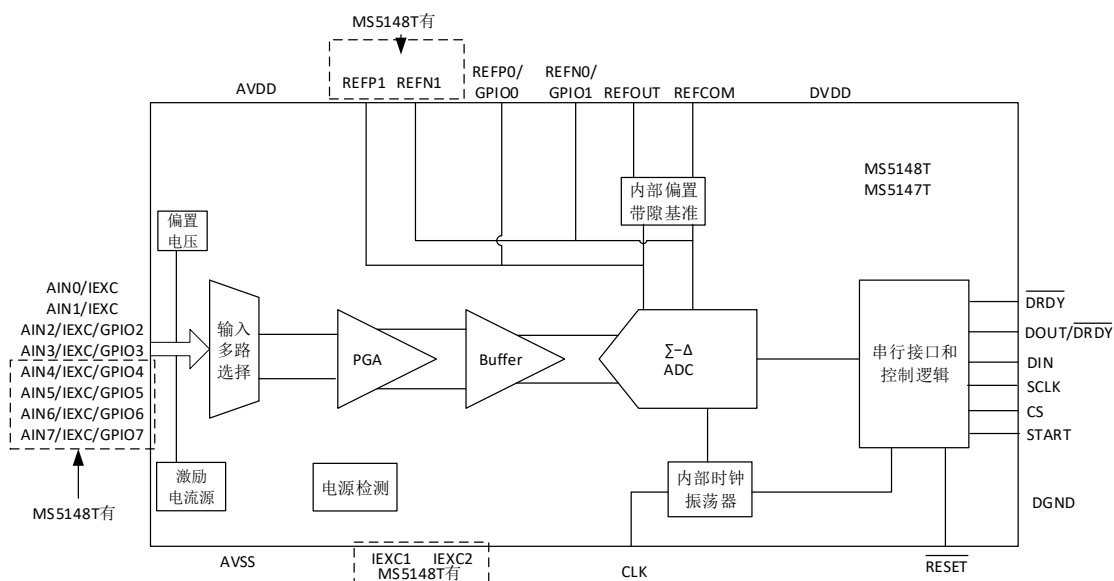 MS5148T有
REFP1 REFN1
REFP0/
GPIO0
REFN0/
GPIO1
REFOUT
REFCOM
AVDD
DVDD
MS5148T
MS5147T
内部偏置
带隙基准
偏置
电压
AIN0/IEXC
AIN1/IEXC
AIN2/IEXC/GPIO2
AIN3/IEXC/GPIO3
AIN4/IEXC/GPIO4
AIN5/IEXC/GPIO5
AIN6/IEXC/GPIO6
AIN7/IEXC/GPIO7
MS5148T有
输入
多路
选择
PGA
Buffer
∑-Δ
ADC
串行接口和
控制逻辑
DRDY
DOUT/DRDY
DIN
SCLK
CS
START
激励
电流源
电源检测
内部时钟
振荡器
DGND
AVSS
IEXC1 IEXC2
MS5148T有
CLK
RESET